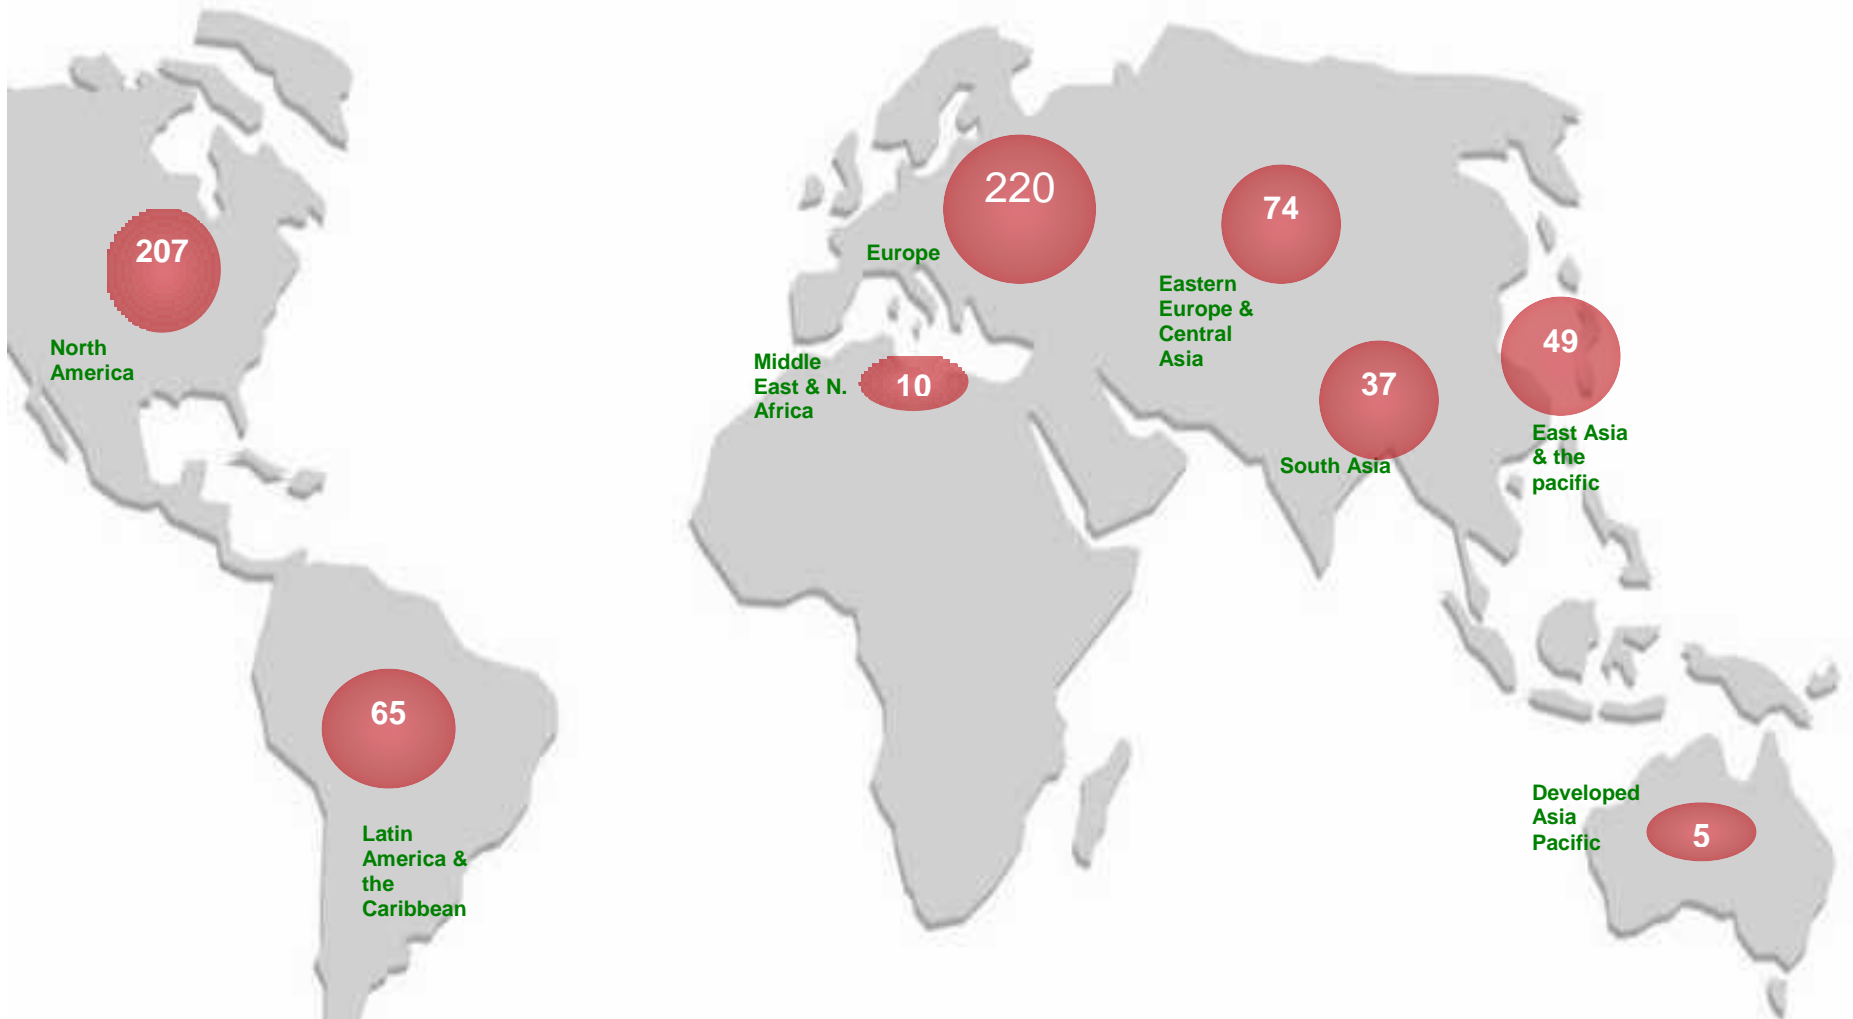 207
North
America
220
Europe
74
Eastern
Europe &
Central
Asia
49
East Asia
& the
pacific
37
South Asia
Middle
East & N.
Africa
10
65
Latin
America &
the
Caribbean
Developed
Asia
Pacific
5